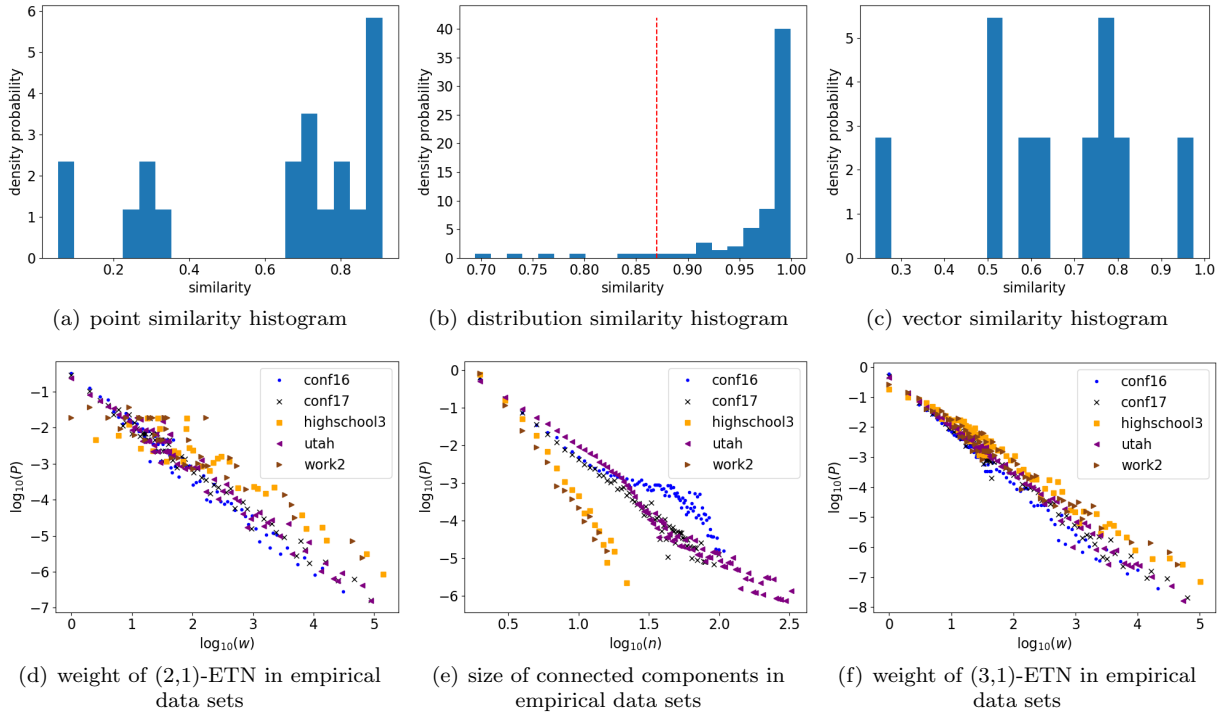 6
5
4
3
2
1
0
density probability
0.2
0.4
0.6
0.8
similarity
(a) point similarity histogram
40
35
30
25
20
15
10
5
0
density probability
0.70
0.75
0.80
0.85
0.90
0.95
1.00
similarity
(b) distribution similarity histogram
5
4
3
2
1
0
density probability
0.3
0.4
0.5
0.6
0.7
0.8
0.9
1.0
similarity
(c) vector similarity histogram
−1
−2
−3
−4
−5
−6
−7
log₁₀(P)
conf16
conf17
highschool3
utah
work2
0
1
2
3
4
5
log₁₀(w)
(d) weight of (2,1)-ETN in empirical
data sets
0
−1
−2
−3
−4
−5
−6
log₁₀(P)
conf16
conf17
highschool3
utah
work2
0.5
1.0
1.5
2.0
2.5
log₁₀(n)
(e) size of connected components in
empirical data sets
0
−1
−2
−3
−4
−5
−6
−7
−8
log₁₀(P)
conf16
conf17
highschool3
utah
work2
0
1
2
3
4
5
log₁₀(w)
(f) weight of (3,1)-ETN in empirical
data sets